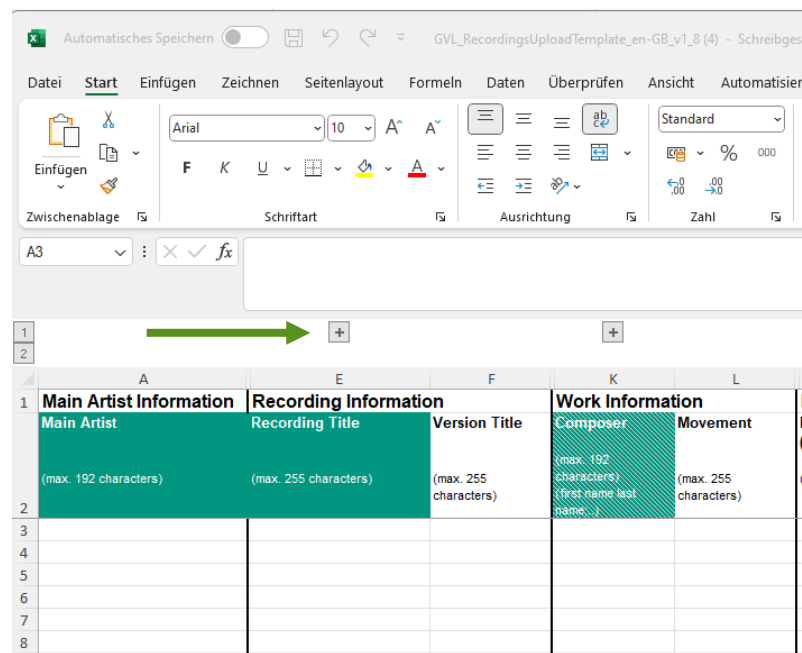 Automatisches Speichern GVL_RecordingsUploadTemplate_en-GB_v1_8 (4) - Schreibges
Datei Start Einfügen Zeichnen Seitenlayout Formeln Daten Überprüfen Ansicht Automatisier
Arial 10 A A Standard
Einfügen F K U A % 000
Zwischenablage Schriftart Ausrichtung Zahl
A3 fx
1
2
A E F K L
1 Main Artist Information Recording Information Work Information
Main Artist Recording Title Version Title Composer Movement
(max. 192 characters) (max. 255 characters) (max. 255 characters) (max. 192 characters) (first name last name;..) (max. 255 characters)
2
3
4
5
6
7
8